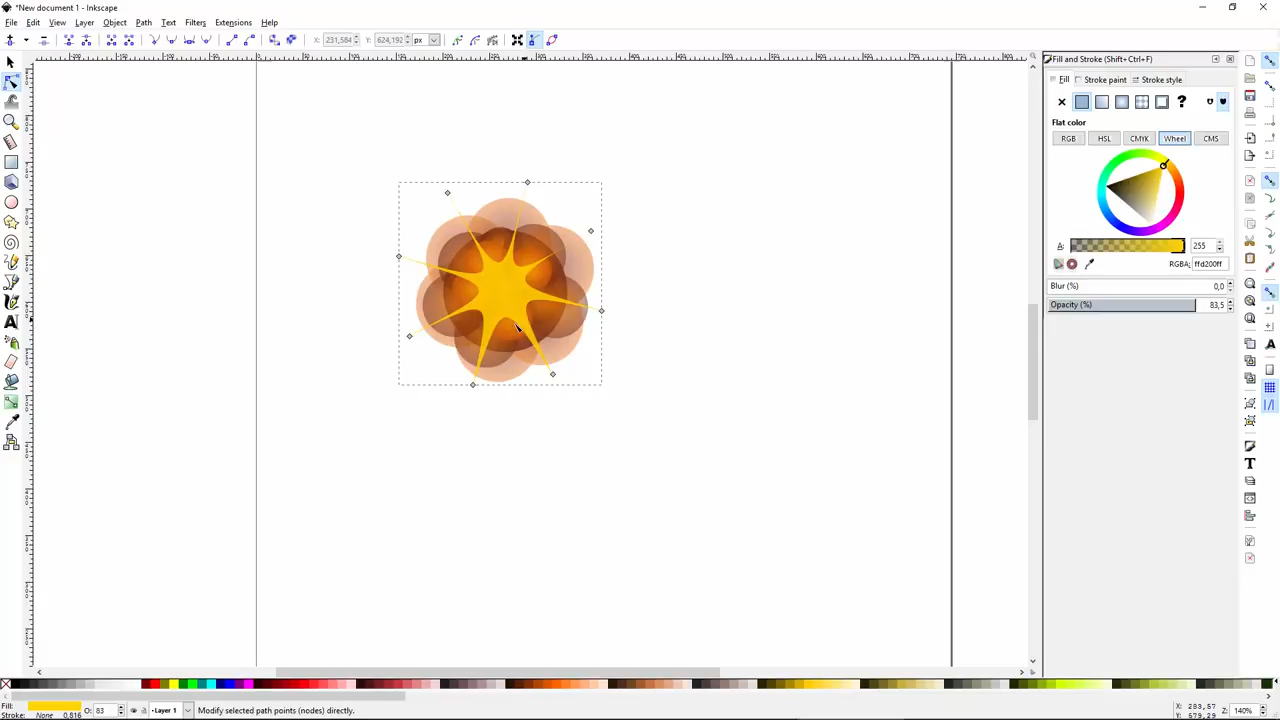 *New document 1 - Inkscape
File Edit View Layer Object Path Text Filters Extensions Help
X: 231,584 Y: 624,192 px
Fill and Stroke (Shift+Ctrl+F)
Fill Stroke paint Stroke style
?
Flat color
RGB HSL CMYK Wheel CMS
A: 255
RGBA: ffd200ff
Blur (%) 0,0
Opacity (%) 83,5
Fill:
Stroke: None 0,816
O: 83
Layer 1
Modify selected path points (nodes) directly.
X: 283,57
Y: 579,29
Z: 140%